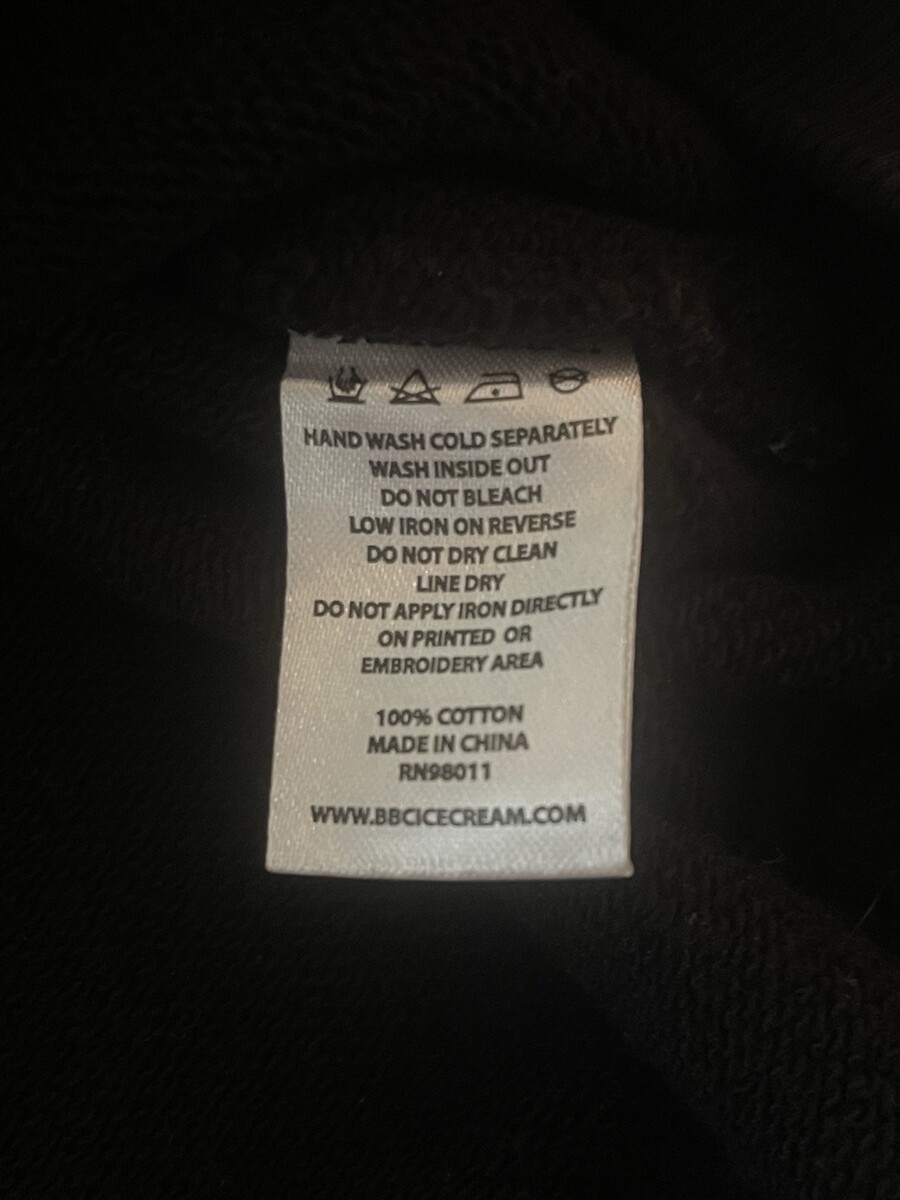 HAND WASH COLD SEPARATELY
WASH INSIDE OUT
DO NOT BLEACH
LOW IRON ON REVERSE
DO NOT DRY CLEAN
LINE DRY
DO NOT APPLY IRON DIRECTLY
ON PRINTED OR
EMBROIDERY AREA
100% COTTON
MADE IN CHINA
RN98011
WWW.BBCICECREAM.COM